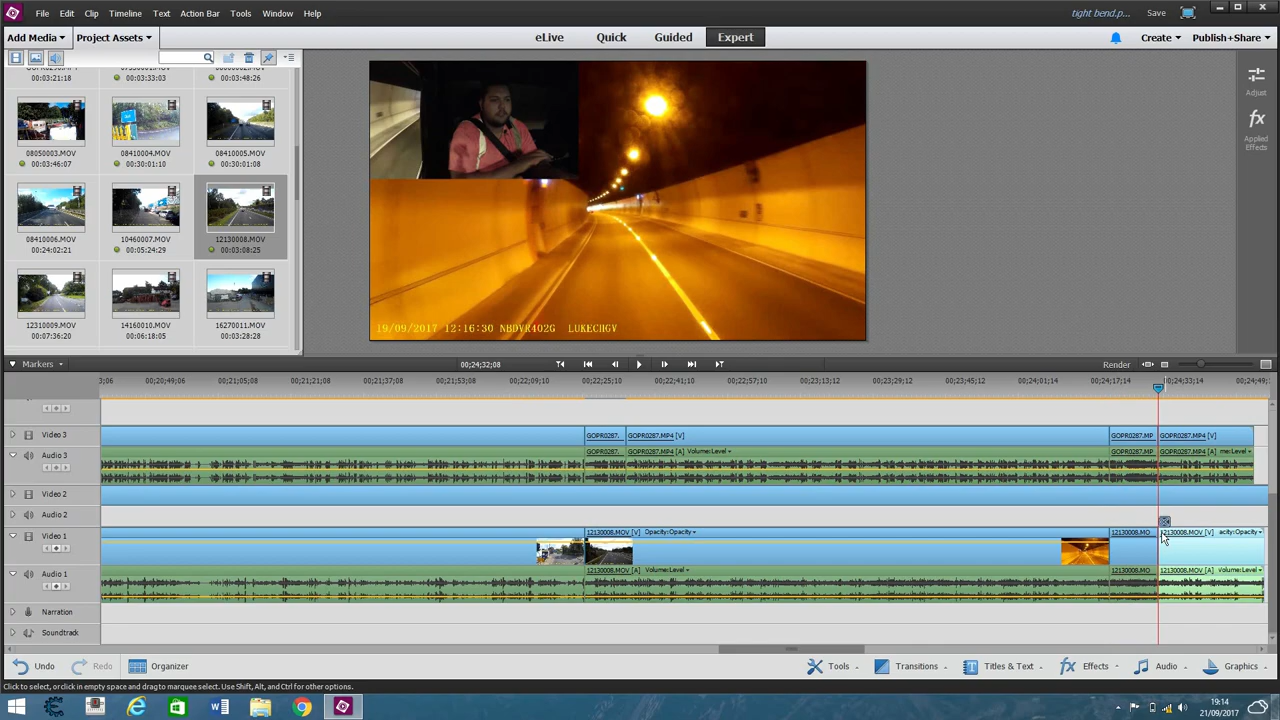 File Edit Clip Timeline Text Action Bar Tools Window Help
tight bend.p... Save
Add Media Project Assets
eLive Quick Guided Expert
Create Publish+Share
00:03:21:18 00:03:33:03 00:03:48:26
08050003.MOV 08410004.MOV 08410005.MOV
00:03:46:07 00:30:01:10 00:30:01:08
08410006.MOV 10460007.MOV 12130008.MOV
00:24:02:21 00:05:24:29 00:03:08:25
12310009.MOV 14160010.MOV 16270011.MOV
00:07:36:20 00:06:18:05 00:03:28:28
19/09/2017 12:16:30 NBDVR402G LUKECHGV
Adjust
fx
Applied
Effects
Markers
00;24;32;08
Render
3;06 00;20;49;06 00;21;05;08 00;21;21;08 00;21;37;08 00;21;53;08 00;22;09;10 00;22;25;10 00;22;41;10 00;22;57;10 00;23;13;12 00;23;29;12 00;23;45;12 00;24;01;14 00;24;17;14 00;24;33;14 00;24;49;
Video 3 GOPR0287. GOPR0287.MP4 [V] GOPR0287.MP GOPR0287.MP4 [V]
Audio 3 GOPR0287. GOPR0287.MP4 [A] Volume:Level GOPR0287.MP GOPR0287.MP4 [A] me:Level
Video 2
Audio 2
Video 1 12130008.MOV [V] Opacity:Opacity 12130008.MO 12130008.MOV [V] acity:Opacity
Audio 1 12130008.MOV [A] Volume:Level 12130008.MO 12130008.MOV [A] Volume:Level
Narration
Soundtrack
Undo Redo Organizer Tools Transitions Titles & Text fx Effects Audio Graphics
Click to select, orclick in empty space and drag to marquee select. Use Shift, Alt, and Ctrl for other options.
19:14
21/09/2017